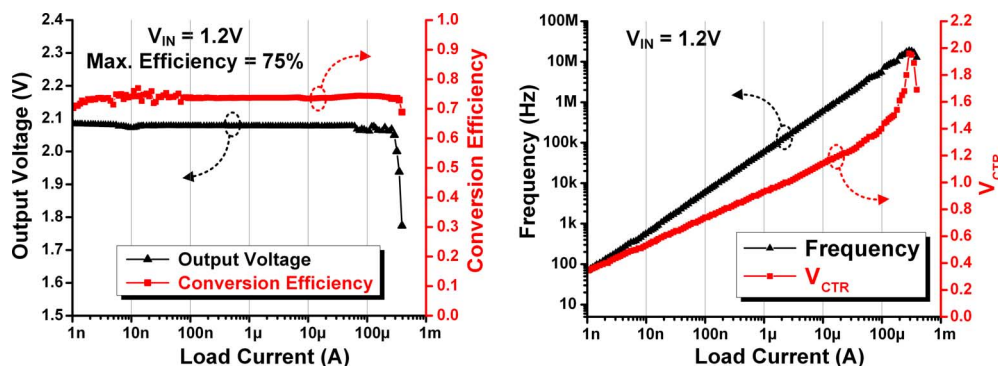 V_IN = 1.2V
Max. Efficiency = 75%
Output Voltage (V)
2.4
2.3
2.2
2.1
2.0
1.9
1.8
1.7
1.6
1.5
Conversion Efficiency
1.0
0.9
0.8
0.7
0.6
0.5
0.4
0.3
0.2
0.1
0.0
Output Voltage
Conversion Efficiency
1n 10n 100n 1µ 10µ 100µ 1m
Load Current (A)
V_IN = 1.2V
Frequency (Hz)
100M
10M
1M
100k
10K
1k
100
10
V_CTR
2.2
2.0
1.8
1.6
1.4
1.2
1.0
0.8
0.6
0.4
0.2
0.0
Frequency
V_CTR
1n 10n 100n 1µ 10µ 100µ 1m
Load Current (A)